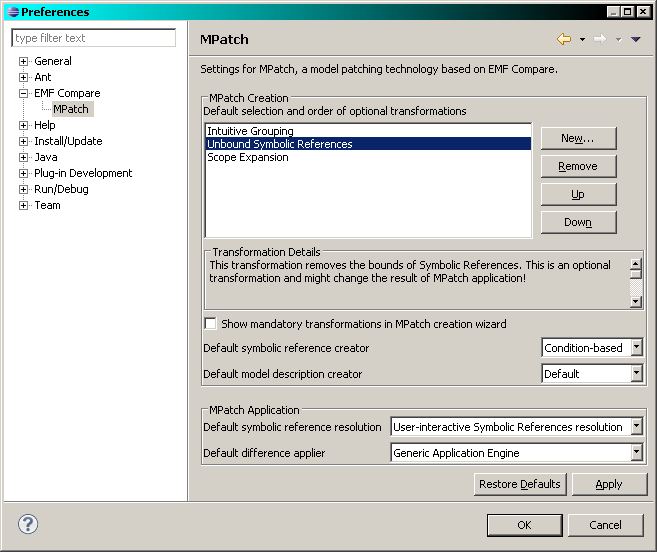 Preferences
type filter text
General
Ant
EMF Compare
MPatch
Help
Install/Update
Java
Plug-in Development
Run/Debug
Team
MPatch
Settings for MPatch, a model patching technology based on EMF Compare.
MPatch Creation
Default selection and order of optional transformations
Intuitive Grouping
Unbound Symbolic References
Scope Expansion
New...
Remove
Up
Down
Transformation Details
This transformation removes the bounds of Symbolic References. This is an optional
transformation and might change the result of MPatch application!
Show mandatory transformations in MPatch creation wizard
Default symbolic reference creator
Condition-based
Default model description creator
Default
MPatch Application
Default symbolic reference resolution
User-interactive Symbolic References resolution
Default difference applier
Generic Application Engine
Restore Defaults
Apply
?
OK
Cancel